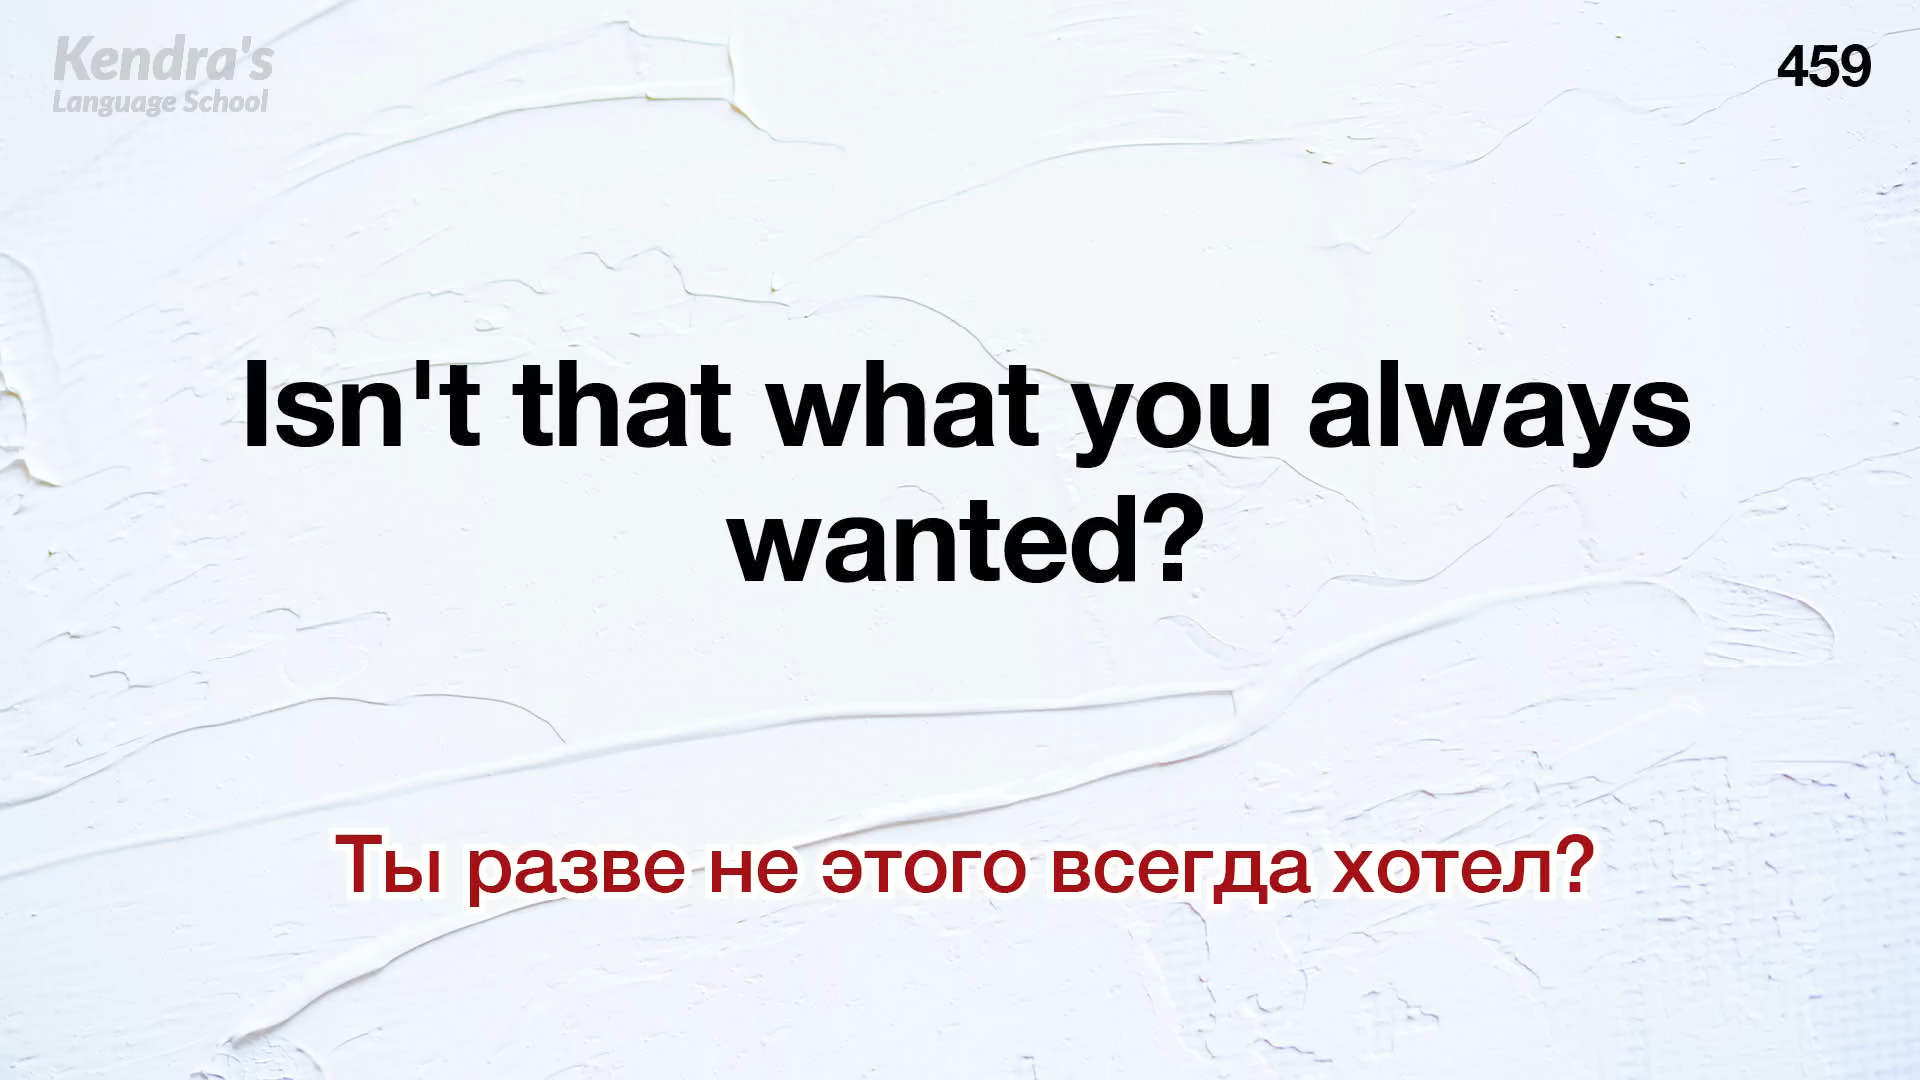 Kendra's
Language School
459
Isn't that what you always
wanted?
Ты разве не этого всегда хотел?